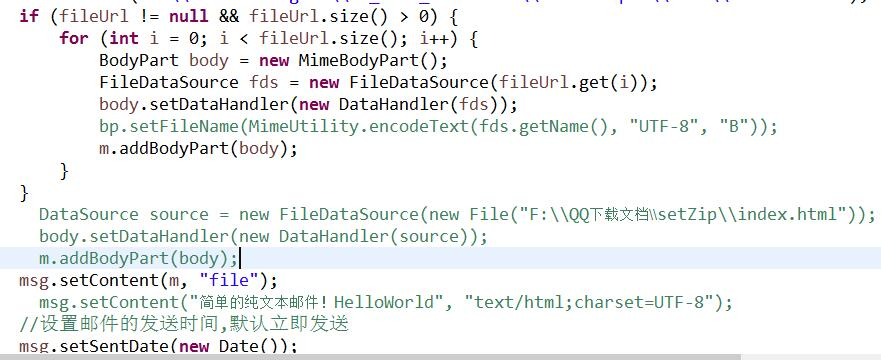 if (fileUrl != null && fileUrl.size() > 0) {
for (int i = 0; i < fileUrl.size(); i++) {
BodyPart body = new MimeBodyPart();
FileDataSource fds = new FileDataSource(fileUrl.get(i));
body.setDataHandler(new DataHandler(fds));
bp.setFileName(MimeUtility.encodeText(fds.getName(), "UTF-8", "B"));
m.addBodyPart(body);
}
}
DataSource source = new FileDataSource(new File("F:\\QQ下载文档\\setZip\\index.html"));
body.setDataHandler(new DataHandler(source));
m.addBodyPart(body);
msg.setContent(m, "file");
msg.setContent("简单的纯文本邮件!HelloWorld", "text/html;charset=UTF-8");
//设置邮件的发送时间,默认立即发送
msg.setSentDate(new Date());